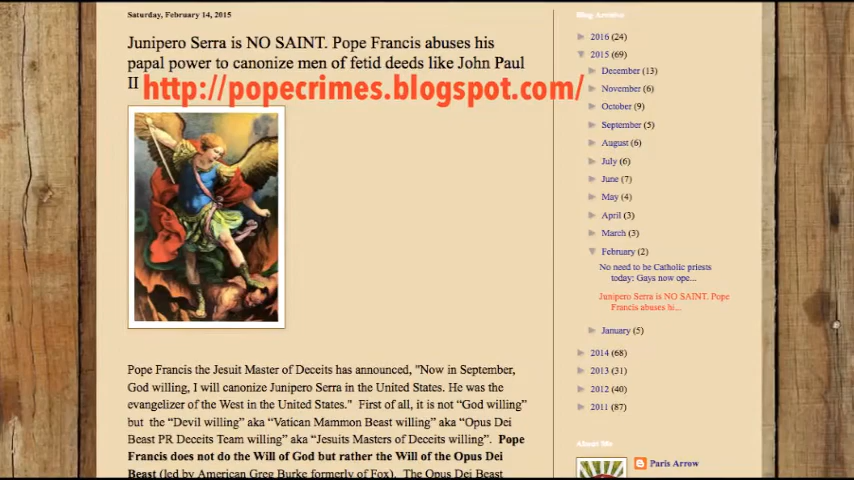 Saturday, February 14, 2015
Junipero Serra is NO SAINT. Pope Francis abuses his
papal power to canonize men of fetid deeds like John Paul
II
http://popecrimes.blogspot.com/
Pope Francis the Jesuit Master of Deceits has announced, "Now in September,
God willing, I will canonize Junipero Serra in the United States. He was the
evangelizer of the West in the United States." First of all, it is not “God willing”
but the “Devil willing” aka “Vatican Mammon Beast willing” aka “Opus Dei
Beast PR Deceits Team willing” aka “Jesuits Masters of Deceits willing”. Pope
Francis does not do the Will of God but rather the Will of the Opus Dei
Beast (led by American Greg Burke formerly of Fox). The Opus Dei Beast
Blog Archive
► 2016 (24)
▼ 2015 (69)
► December (13)
► November (6)
► October (9)
► September (5)
► August (6)
► July (6)
► June (7)
► May (4)
► April (3)
► March (3)
▼ February (2)
No need to be Catholic priests
today: Gays now ope...
Junipero Serra is NO SAINT. Pope
Francis abuses hi...
► January (5)
► 2014 (68)
► 2013 (31)
► 2012 (40)
► 2011 (87)
About Me
Paris Arrow